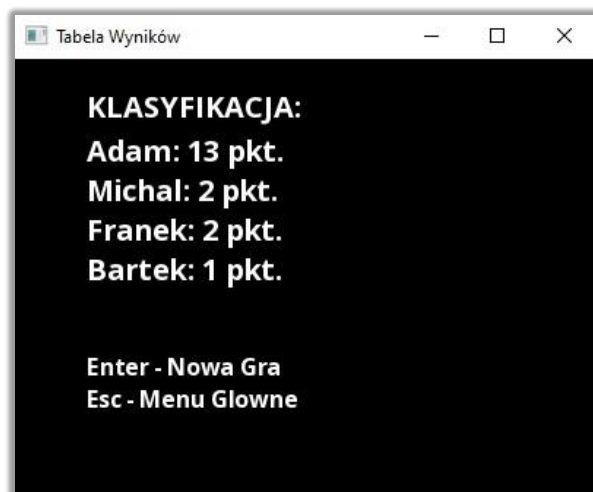 Tabela Wyników
KLASYFIKACJA:
Adam: 13 pkt.
Michal: 2 pkt.
Franek: 2 pkt.
Bartek: 1 pkt.
Enter - Nowa Gra
Esc - Menu Glowne